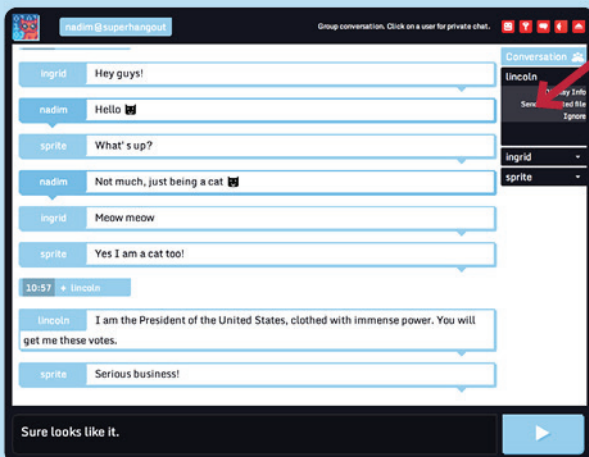 nadim@superhangout
Group conversation. Click on a user for private chat.
Conversation
ingrid Hey guys!
lincoln
Info
nadim Hello
Send file
Ignore
sprite What's up?
ingrid
nadim Not much, just being a cat
sprite
ingrid Meow meow
sprite Yes I am a cat too!
10:57 + lincoln
lincoln I am the President of the United States, clothed with immense power. You will
get me these votes.
sprite Serious business!
Sure looks like it.